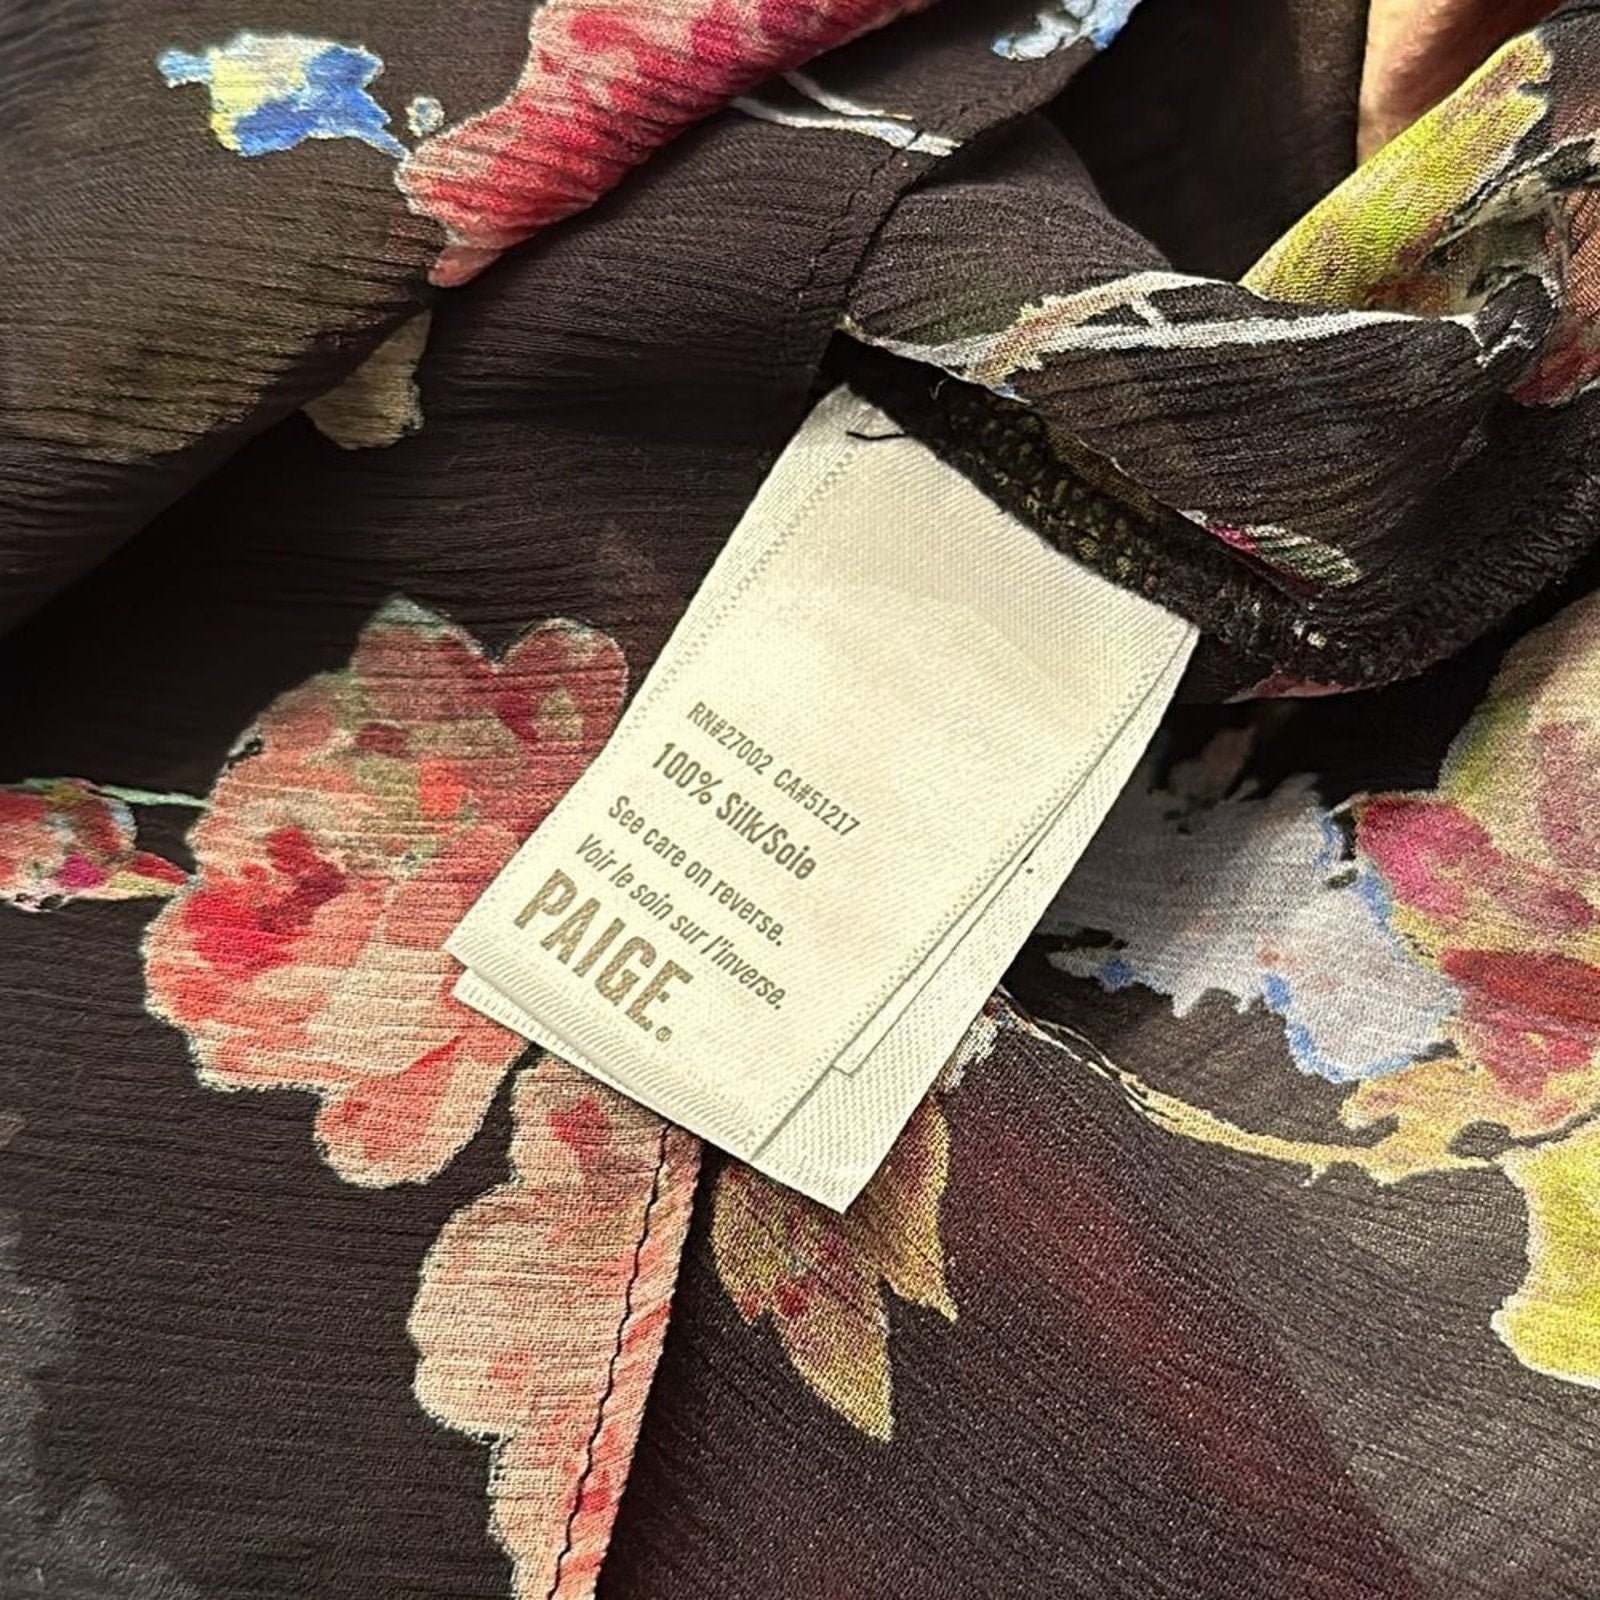 RN#27002 CA#51217
100% Silk/Soie
See care on reverse.
Voir le soin sur l'inverse.
PAIGE®